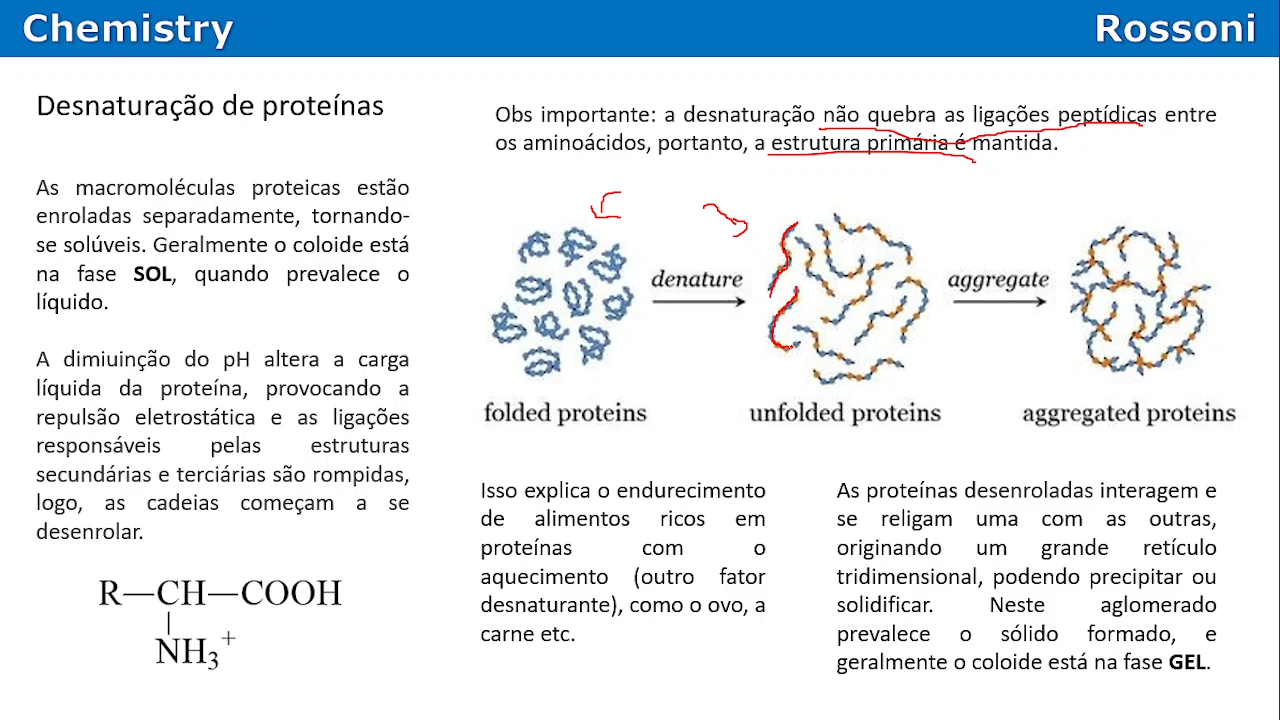 Chemistry
Rossoni
Desnaturação de proteínas
As macromoléculas proteicas estão
enroladas separadamente, tornando-
se solúveis. Geralmente o coloide está
na fase SOL, quando prevalece o
líquido.
A dimiuinção do pH altera a carga
líquida da proteína, provocando a
repulsão eletrostática e as ligações
responsáveis pelas estruturas
secundárias e terciárias são rompidas,
logo, as cadeias começam a se
desenrolar.
R—CH—COOH
|
NH₃⁺
Obs importante: a desnaturação não quebra as ligações peptídicas entre
os aminoácidos, portanto, a estrutura primária é mantida.
denature
aggregate
folded proteins
unfolded proteins
aggregated proteins
Isso explica o endurecimento
de alimentos ricos em
proteínas com o
aquecimento (outro fator
desnaturante), como o ovo, a
carne etc.
As proteínas desenroladas interagem e
se religam uma com as outras,
originando um grande retículo
tridimensional, podendo precipitar ou
solidificar. Neste aglomerado
prevalece o sólido formado, e
geralmente o coloide está na fase GEL.